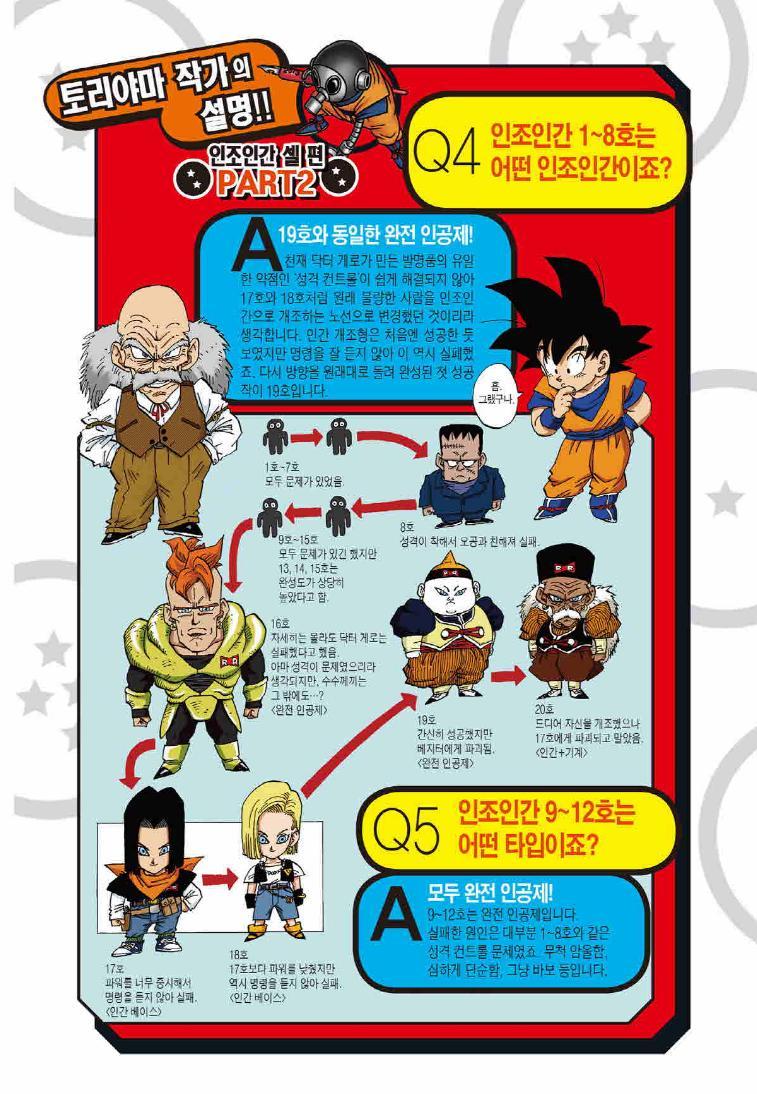 토리야마 작가의
설명!!
인조인간 셀 편
PART2
Q4 인조인간 1~8호는
어떤 인조인간이죠?
A 19호와 동일한 완전 인공제!
천재 닥터 게로가 만든 발명품의 유일
한 약점인 '성격 컨트롤'이 쉽게 해결되지 않아
17호와 18호처럼 원래 불량한 사람을 인조인
간으로 개조하는 노선으로 변경했던 것이리라
생각합니다. 인간 개조형은 처음엔 성공한 듯
보였지만 명령을 잘 듣지 않아 이 역시 실패했
죠. 다시 방향을 원래대로 돌려 완성된 첫 성공
작이 19호입니다.
흠.
그랬구나.
1호~7호
모두 문제가 있었음.
8호
성격이 착해서 오공과 친해져 실패.
9호~15호
모두 문제가 있긴 했지만
13, 14, 15호는
완성도가 상당히
높았다고 함.
16호
자세히는 몰라도 닥터 게로는
실패했다고 했음.
아마 성격이 문제였으리라
생각되지만, 수수께끼는
그 밖에도…?
<완전 인공제>
17호
파워를 너무 중시해서
명령을 듣지 않아 실패.
<인간 베이스>
18호
17호보다 파워를 낮췄지만
역시 명령을 듣지 않아 실패.
<인간 베이스>
19호
간신히 성공했지만
베지터에게 파괴됨.
<완전 인공제>
20호
드디어 자신을 개조했으나
17호에게 파괴되고 말았음.
<인간+기계>
Q5 인조인간 9~12호는
어떤 타입이죠?
A 모두 완전 인공제!
9~12호는 완전 인공제입니다.
실패한 원인은 대부분 1~8호와 같은
성격 컨트롤 문제였죠. 무척 암울함,
심하게 단순함, 그냥 바보 등입니다.